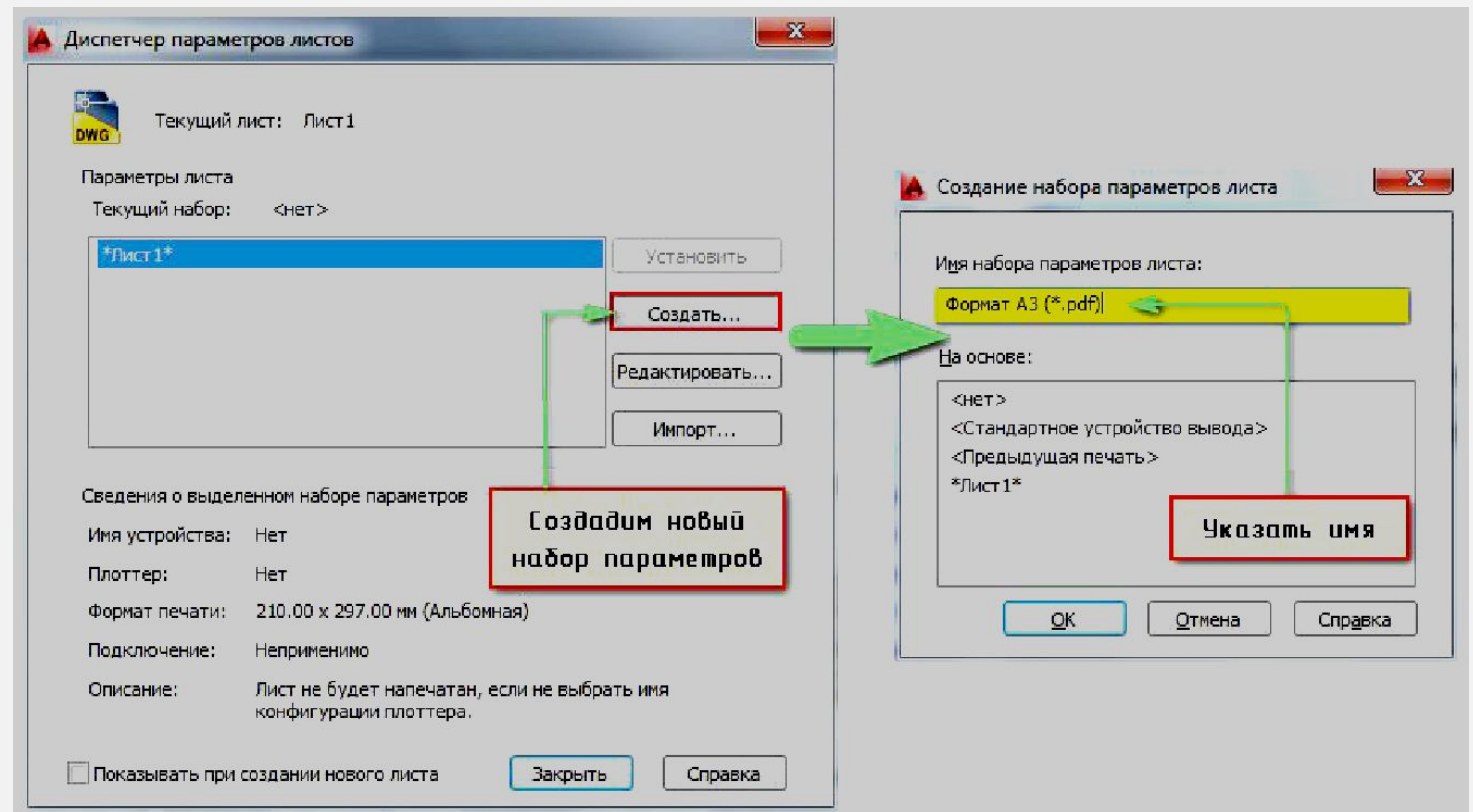 Диспетчер параметров листов
DWG
Текущий лист: Лист1
Параметры листа
Текущий набор: <нет>
*Лист1*
Установить
Создать...
Редактировать...
Импорт...
Сведения о выделенном наборе параметров
Имя устройства: Нет
Плоттер: Нет
Формат печати: 210.00 x 297.00 мм (Альбомная)
Подключение: Неприменимо
Описание: Лист не будет напечатан, если не выбрать имя
конфигурации плоттера.
Создадим новый
набор параметров
Показывать при создании нового листа
Закрыть
Справка
Создание набора параметров листа
Имя набора параметров листа:
Формат А3 (*.pdf)
На основе:
<нет>
<Стандартное устройство вывода>
<Предыдущая печать>
*Лист1*
Указать имя
ОК
Отмена
Справка